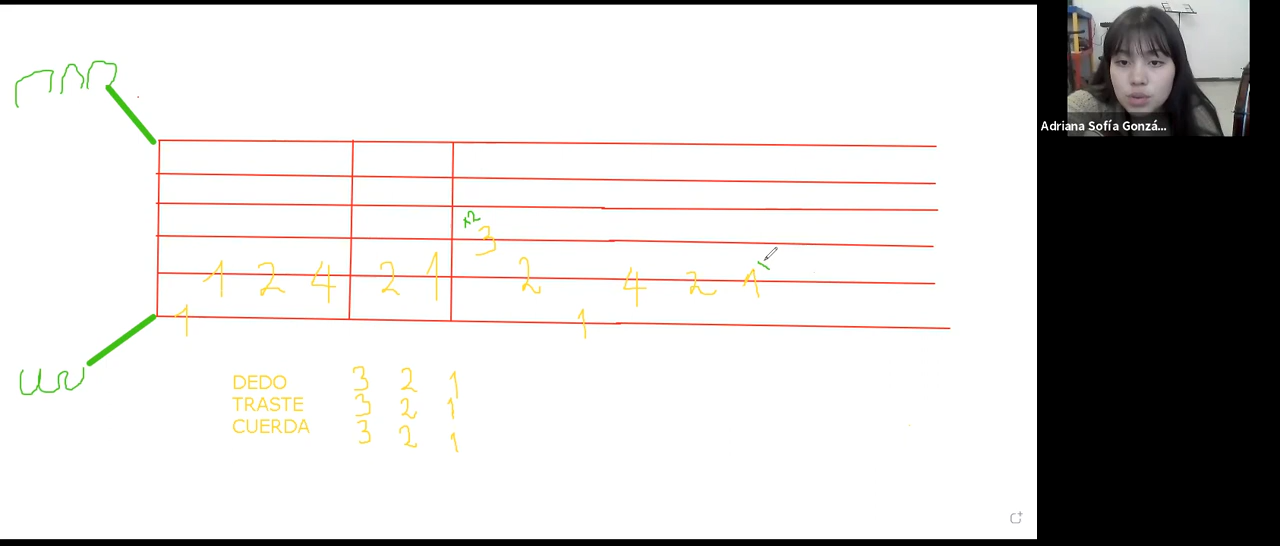 Adriana Sofía Gonzá...
x2
3
1 2 4 2 1 2 4 2 1
1 1
DEDO 3 2 1
TRASTE 3 2 1
CUERDA 3 2 1